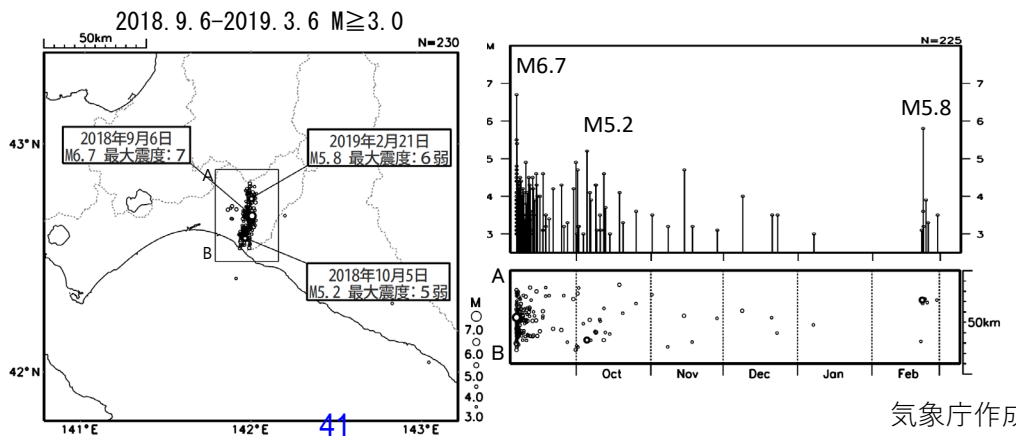 2018.9.6-2019.3.6 M≧3.0
50km
N=230
43°N
42°N
2018年9月6日
M6.7 最大震度:7
2019年2月21日
M5.8 最大震度:6弱
A
B
2018年10月5日
M5.2 最大震度:5弱
M
7.0
6.0
5.0
4.0
3.0
141°E
142°E
143°E
41
N=225
M
M6.7
M5.2
M5.8
7
6
5
4
3
7
6
5
4
3
A
B
50km
Oct
Nov
Dec
Jan
Feb
気象庁作成